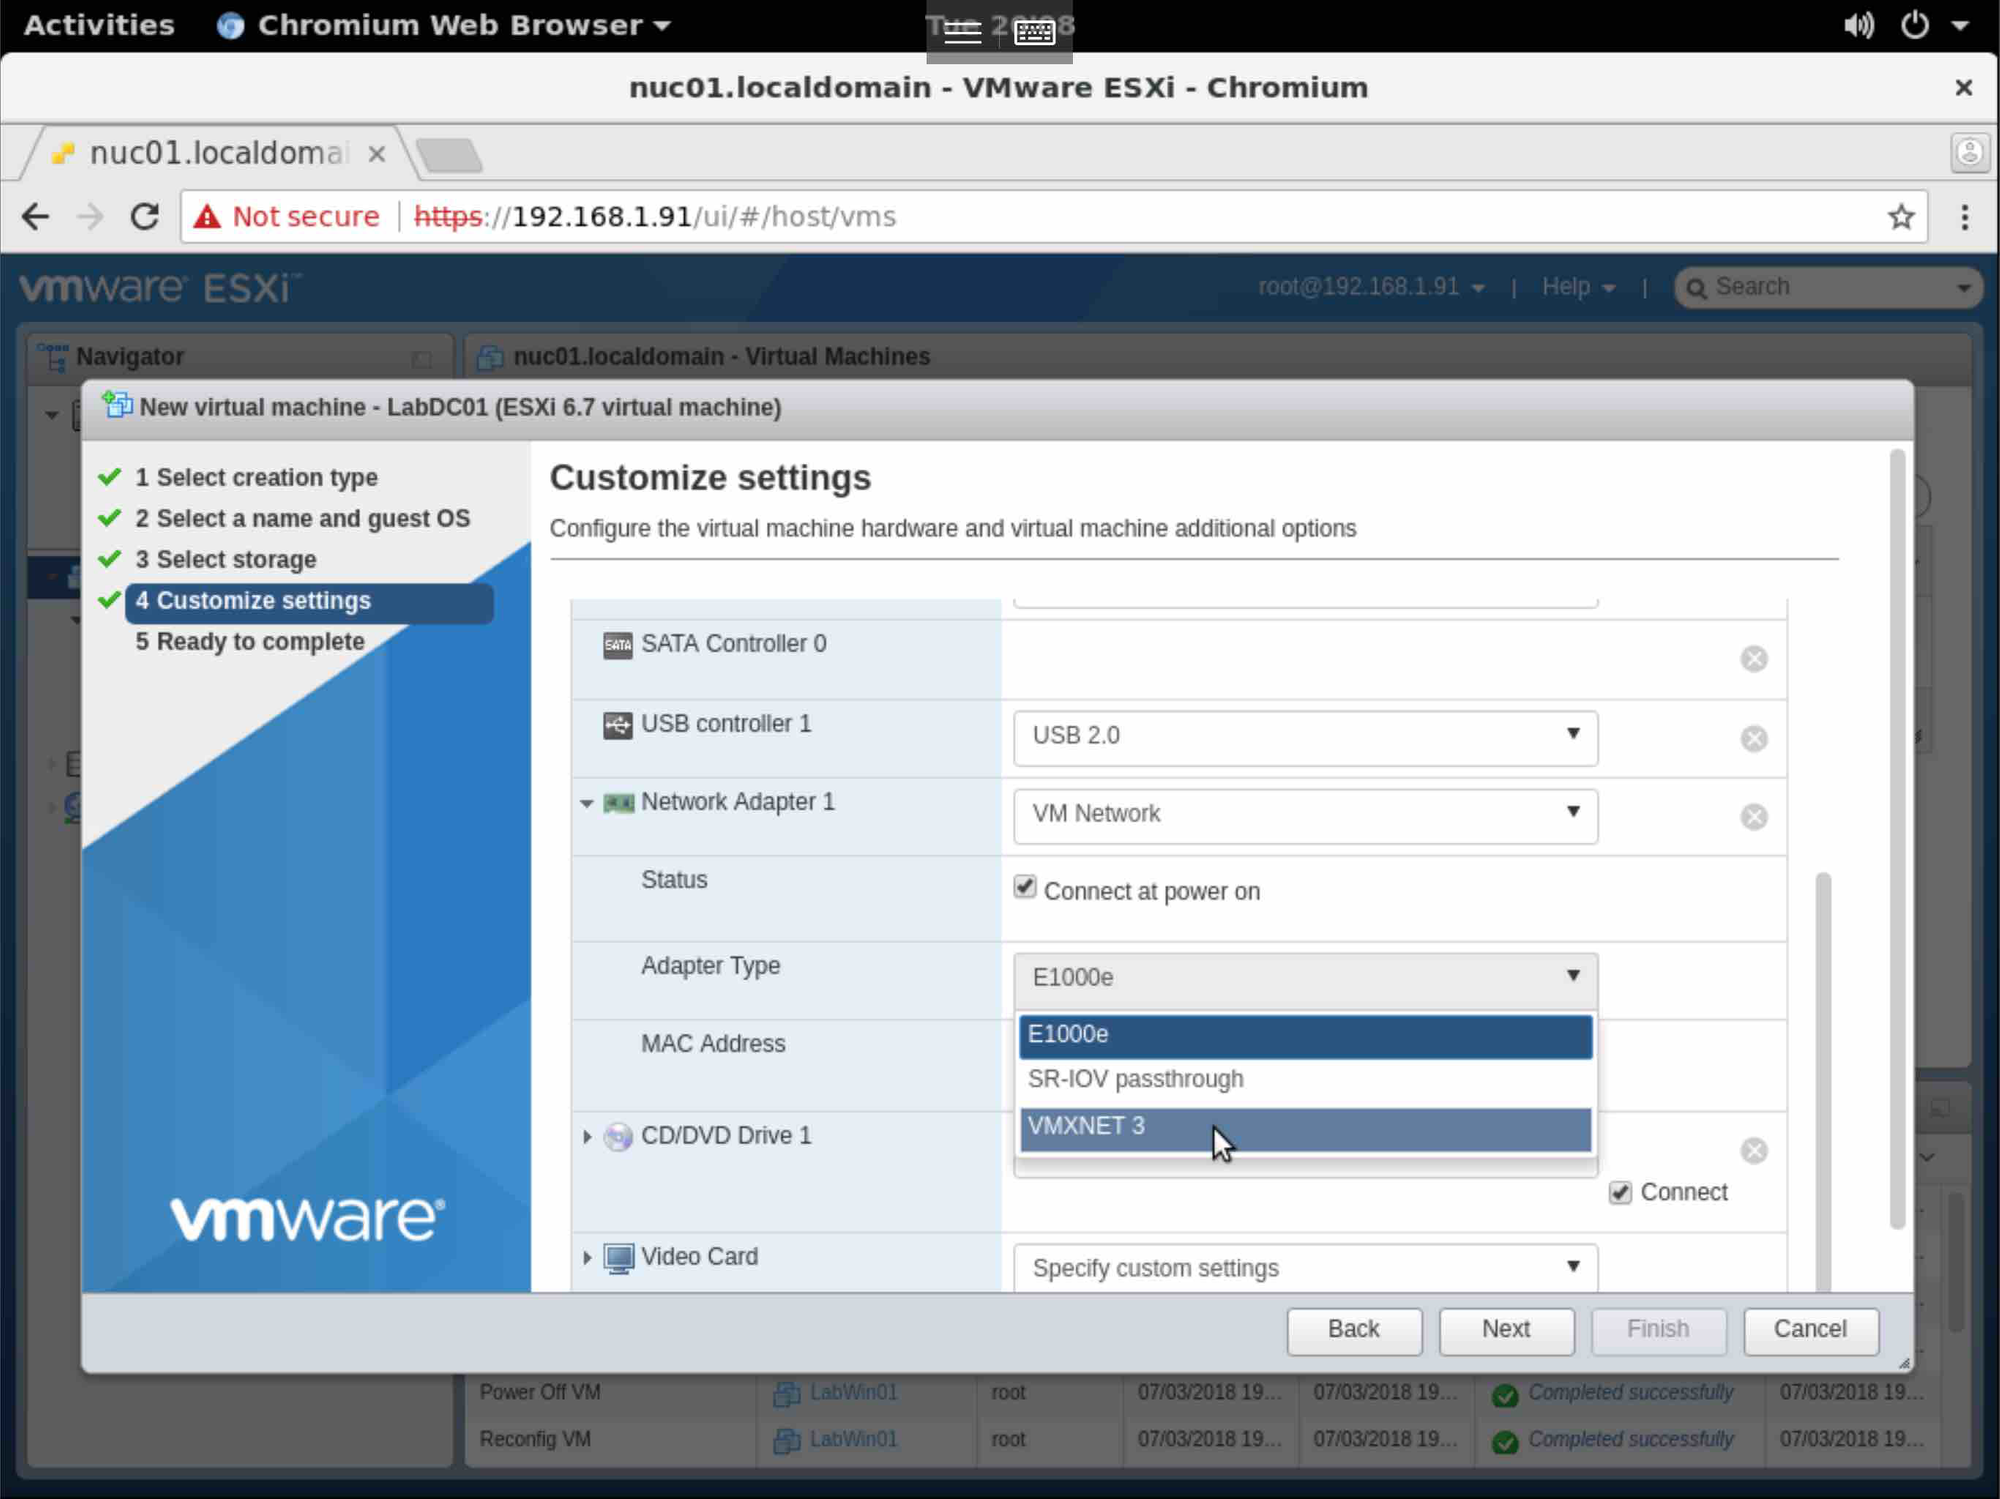 Activities
Chromium Web Browser
Tue 20:08
nuc01.localdomain - VMware ESXi - Chromium
nuc01.localdomai
Not secure
https://192.168.1.91/ui/#/host/vms
vmware ESXi™
root@192.168.1.91
|
Help
|
Search
Navigator
nuc01.localdomain - Virtual Machines
New virtual machine - LabDC01 (ESXi 6.7 virtual machine)
1 Select creation type
2 Select a name and guest OS
3 Select storage
4 Customize settings
5 Ready to complete
vmware®
Customize settings
Configure the virtual machine hardware and virtual machine additional options
SATA
SATA Controller 0
USB controller 1
USB 2.0
Network Adapter 1
VM Network
Status
Connect at power on
Adapter Type
E1000e
E1000e
SR-IOV passthrough
VMXNET 3
MAC Address
CD/DVD Drive 1
Connect
Video Card
Specify custom settings
Back
Next
Finish
Cancel
Power Off VM
LabWin01
root
07/03/2018 19...
07/03/2018 19...
Completed successfully
07/03/2018 19...
Reconfig VM
LabWin01
root
07/03/2018 19...
07/03/2018 19...
Completed successfully
07/03/2018 19...